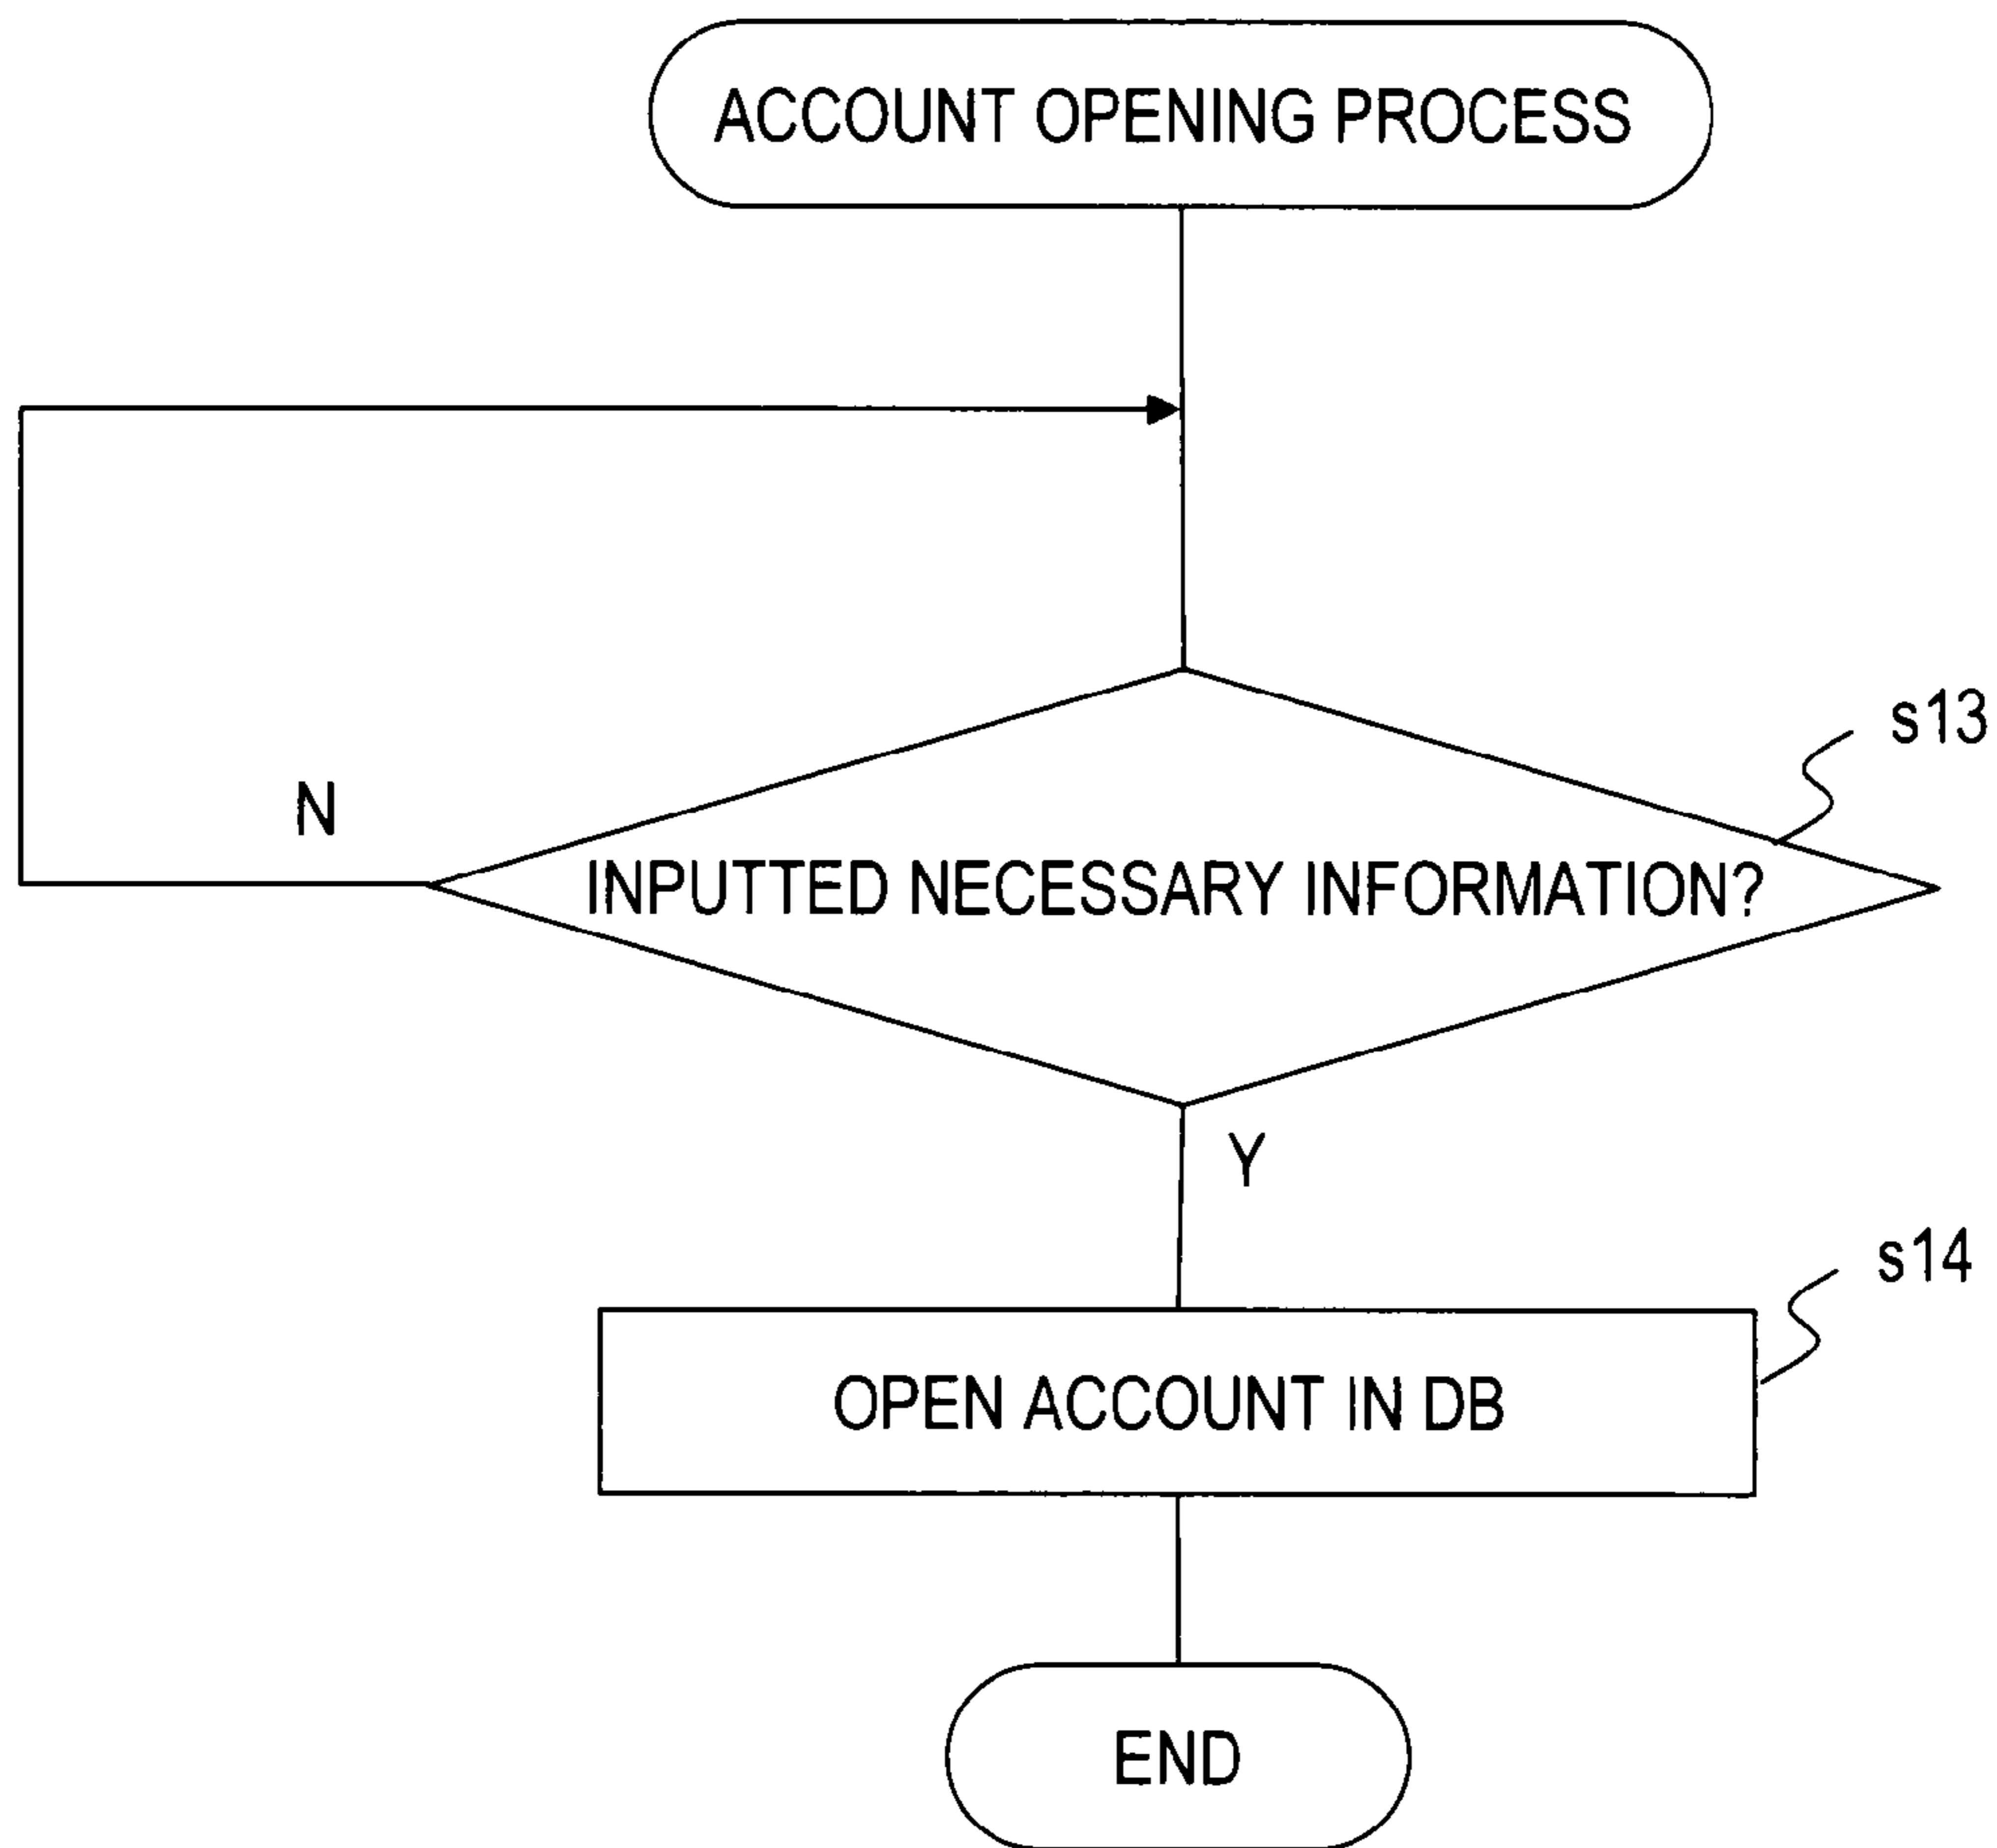 ACCOUNT OPENING PROCESS
s13
N
INPUTTED NECESSARY INFORMATION?
Y
s14
OPEN ACCOUNT IN DB
END